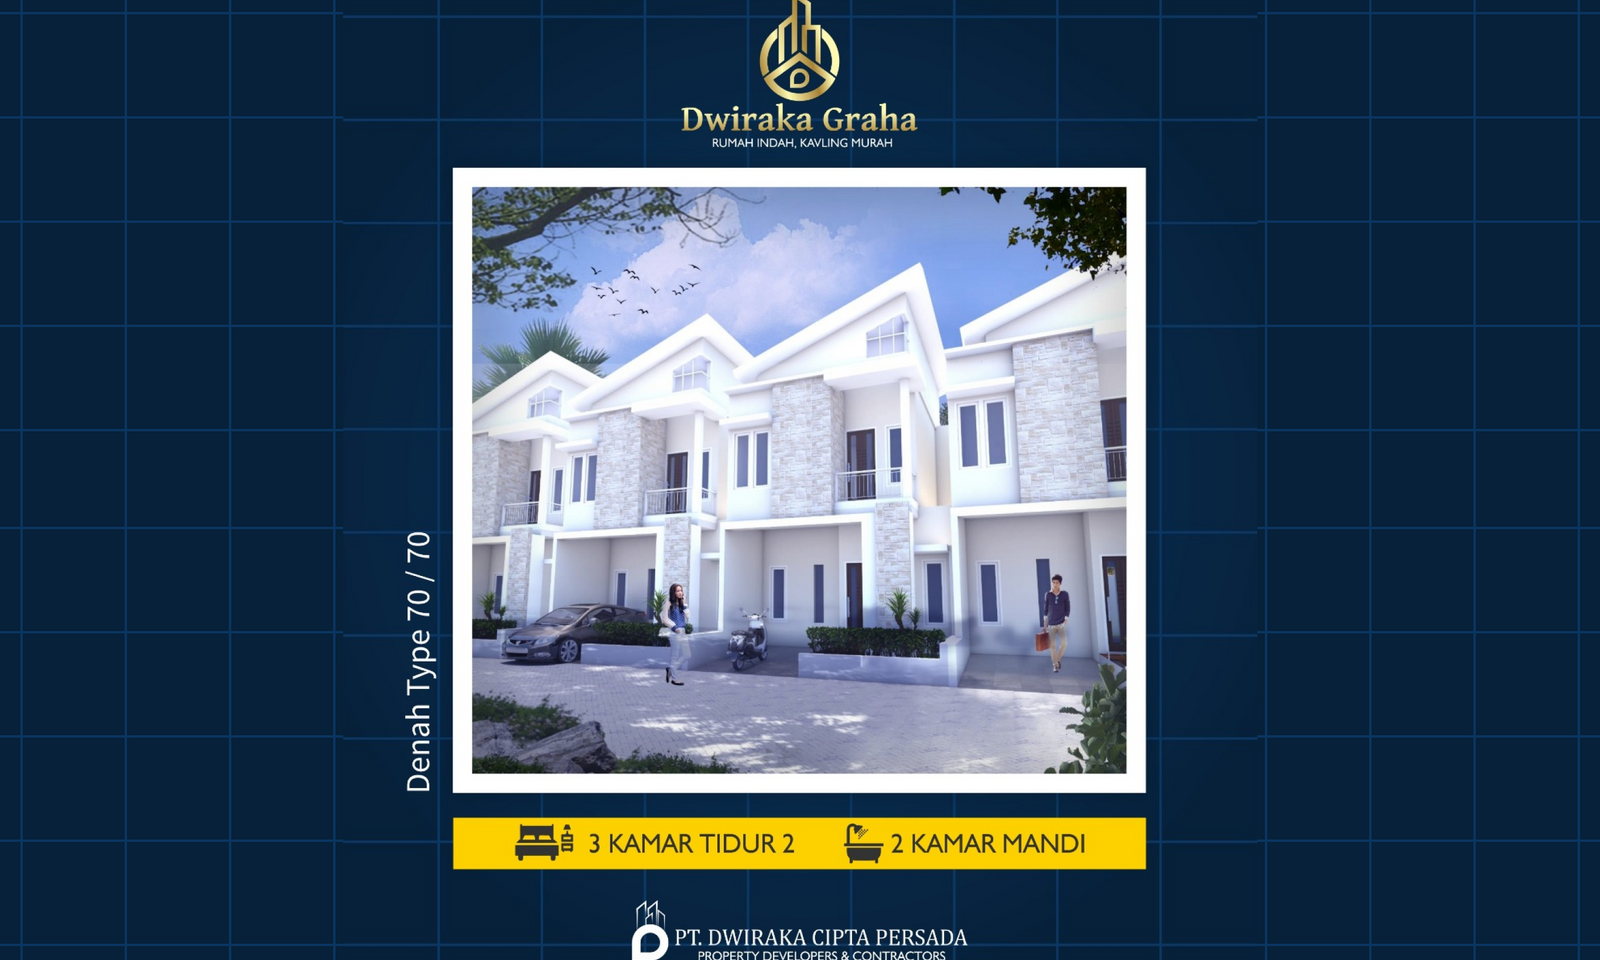 Dwiraka Graha
RUMAH INDAH, KAVLING MURAH
Denah Type 70 / 70
3 KAMAR TIDUR 2
2 KAMAR MANDI
PT. DWIRAKA CIPTA PERSADA
PROPERTY DEVELOPERS & CONTRACTORS